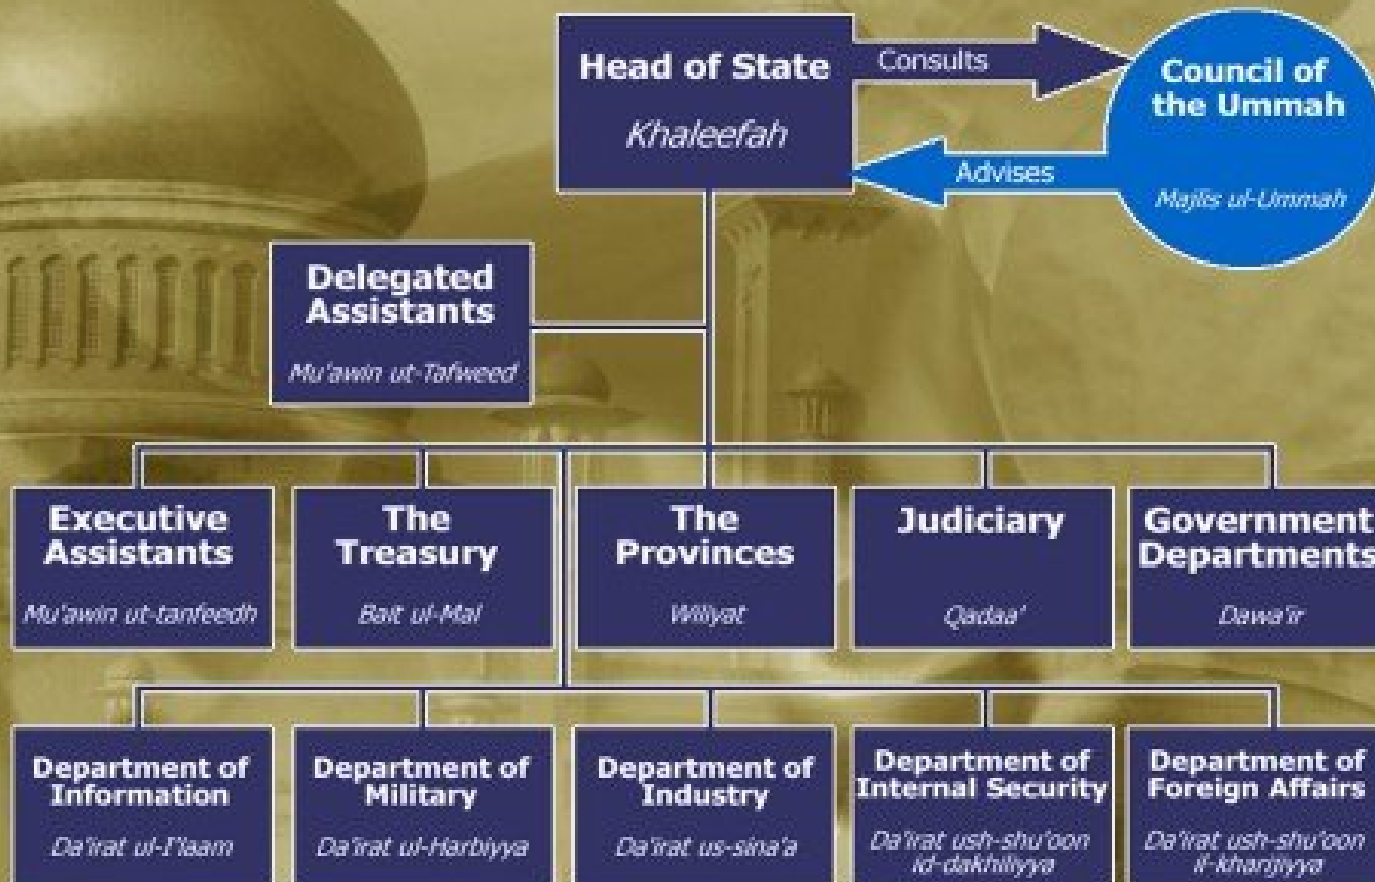 Head of State
Khaleefah
Consults
Council of
the Ummah
Majlis ul-Ummah
Advises
Delegated
Assistants
Mu'awin ut-Tafweed
Executive
Assistants
Mu'awin ut-tanfeedh
The
Treasury
Bait ul-Mal
The
Provinces
Wiliyat
Judiciary
Qadaa'
Government
Departments
Dawa'ir
Department of
Information
Da'irat ul-I'laam
Department of
Military
Da'irat ul-Harbiyya
Department of
Industry
Da'irat us-sina'a
Department of
Internal Security
Da'irat ush-shu'oon
id-dakhiliyya
Department of
Foreign Affairs
Da'irat ush-shu'oon
il-kharijiyya